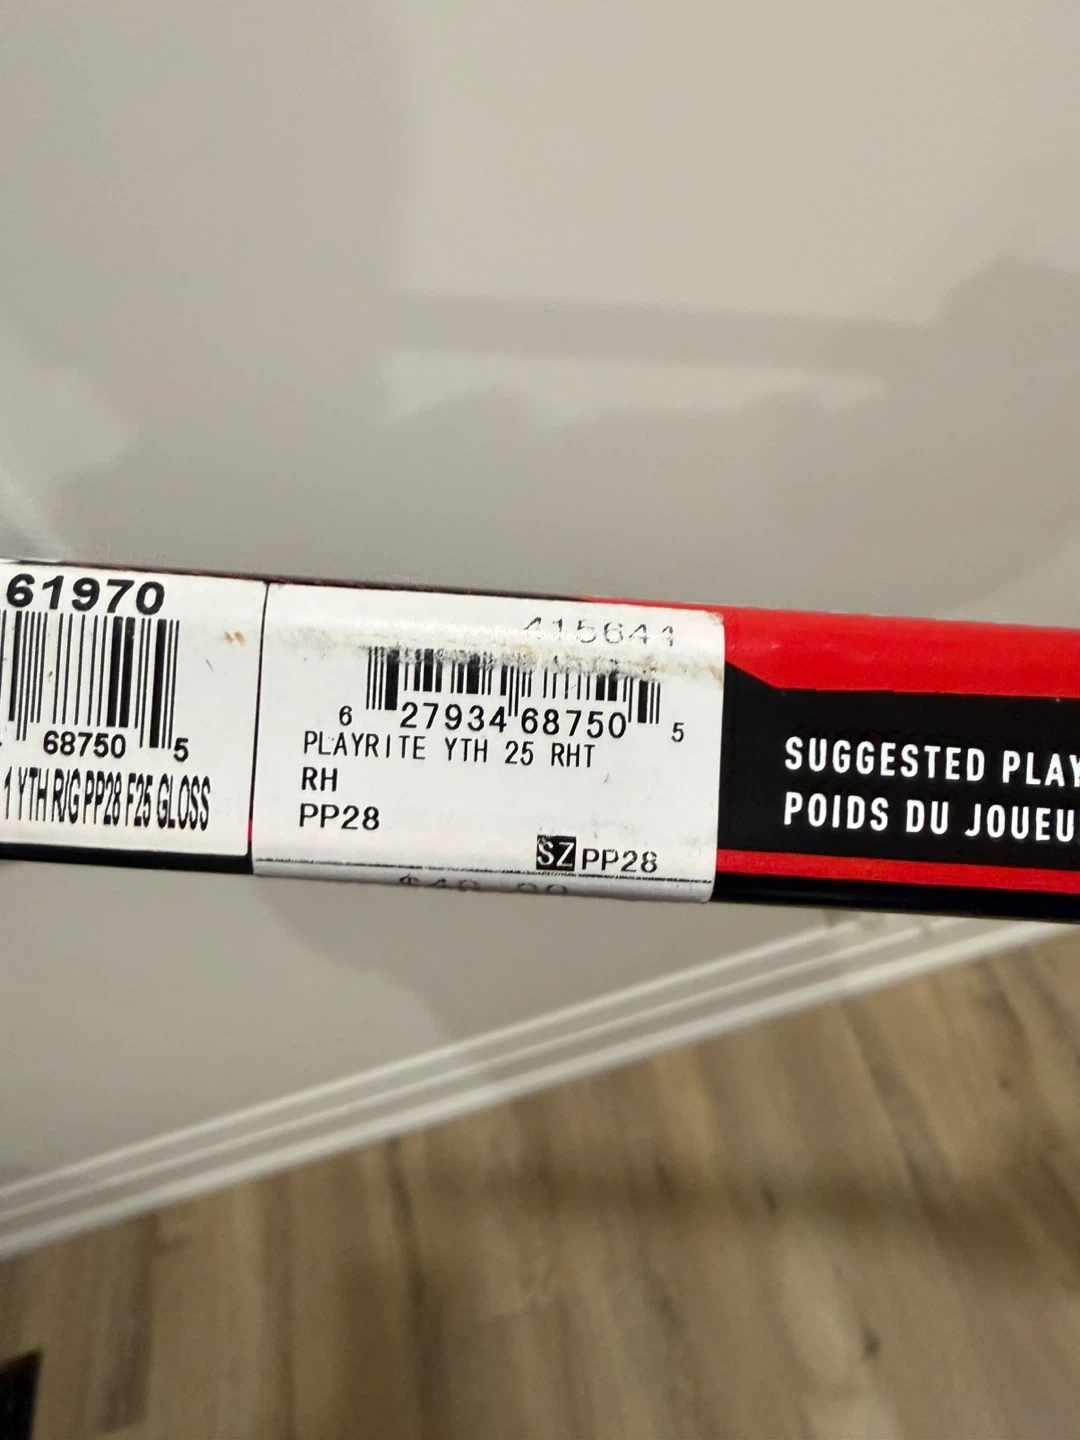 61970
68750 5
1 YTH R/G PP28 F25 GLOSS
415644
6 27934 68750 5
PLAYRITE YTH 25 RHT
RH
PP28
SZ PP28
SUGGESTED PLAY
POIDS DU JOUEU